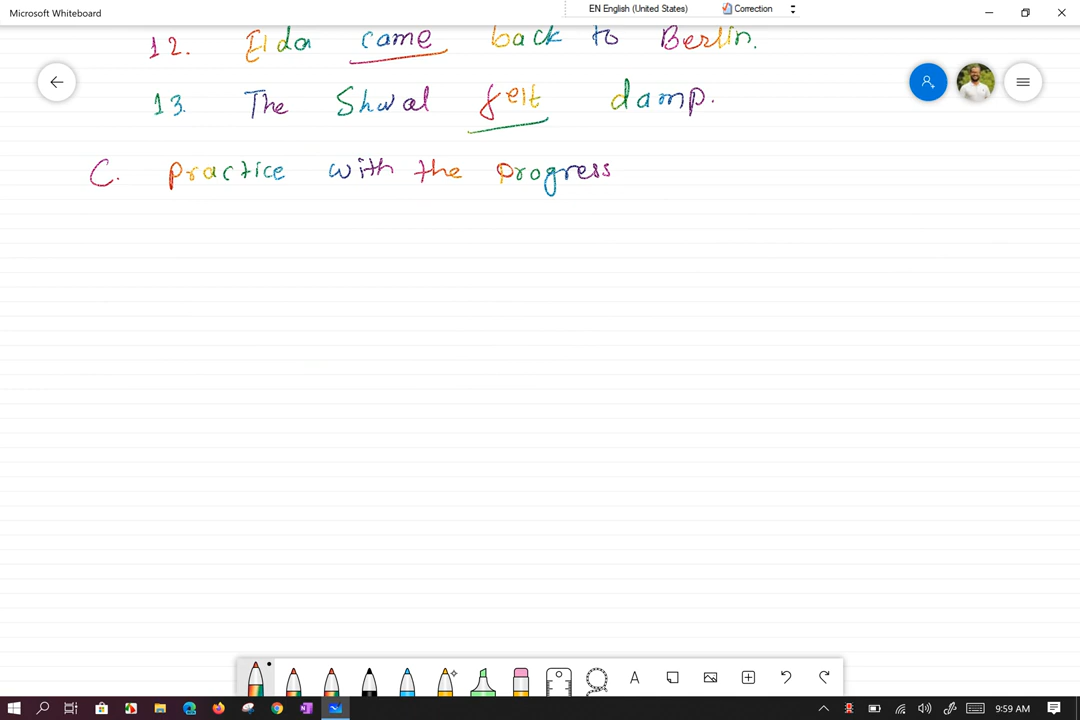 Microsoft Whiteboard
EN English (United States) Correction
12. Elda came back to Berlin.
13. The Shwal felt damp.
C. Practice with the progress
A
9:59 AM